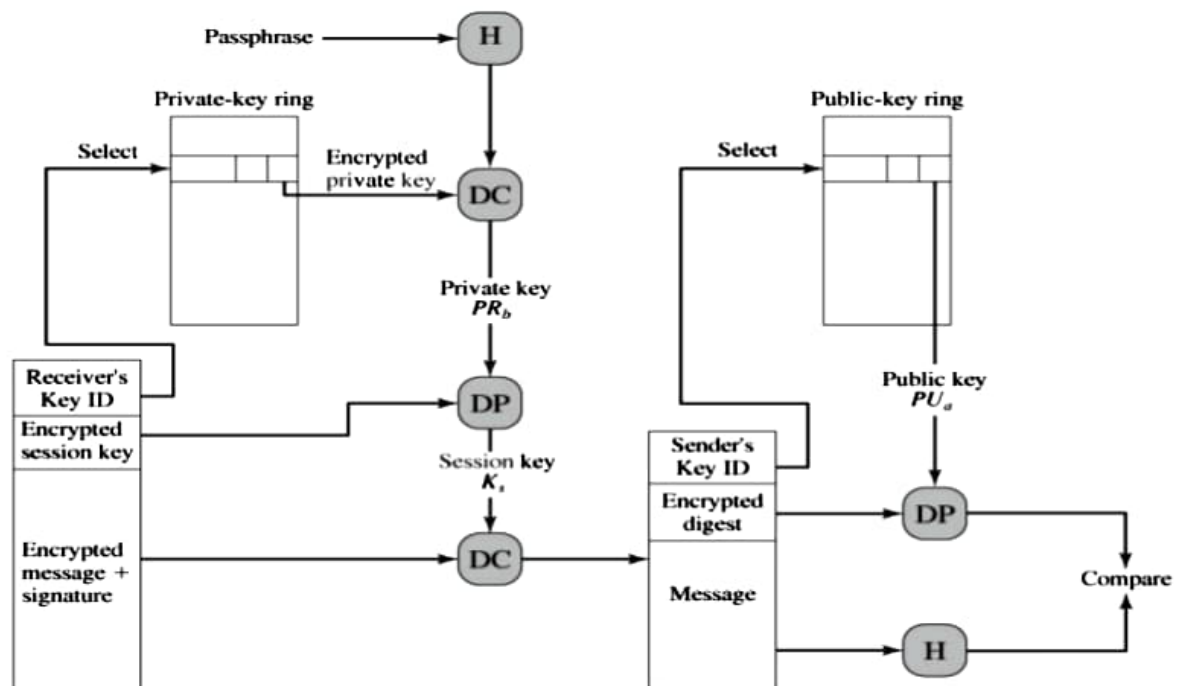 Passphrase
H
Private-key ring
Public-key ring
Select
Encrypted
private key
DC
Select
Private key
PRb
Receiver's
Key ID
Encrypted
session key
DP
Public key
PUa
Session key
Ks
Sender's
Key ID
Encrypted
digest
DP
Encrypted
message +
signature
DC
Message
Compare
H